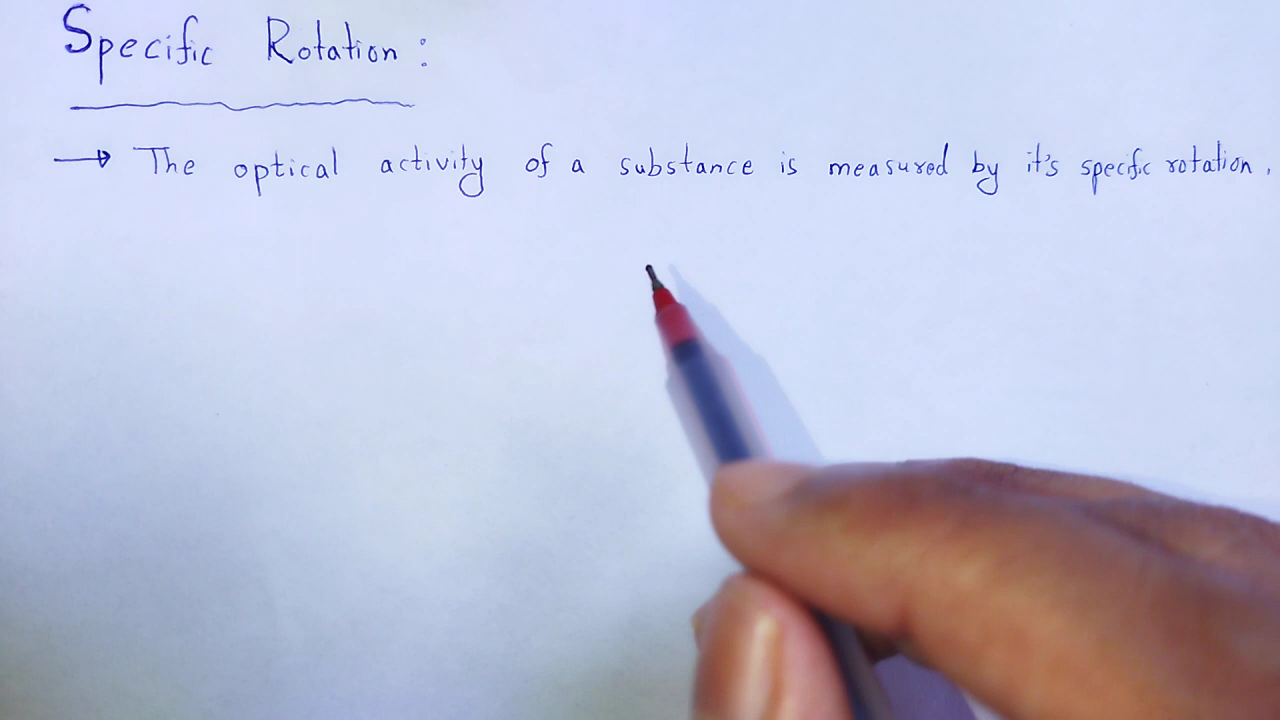 Specific Rotation :
→ The optical activity of a substance is measured by it's specific rotation.